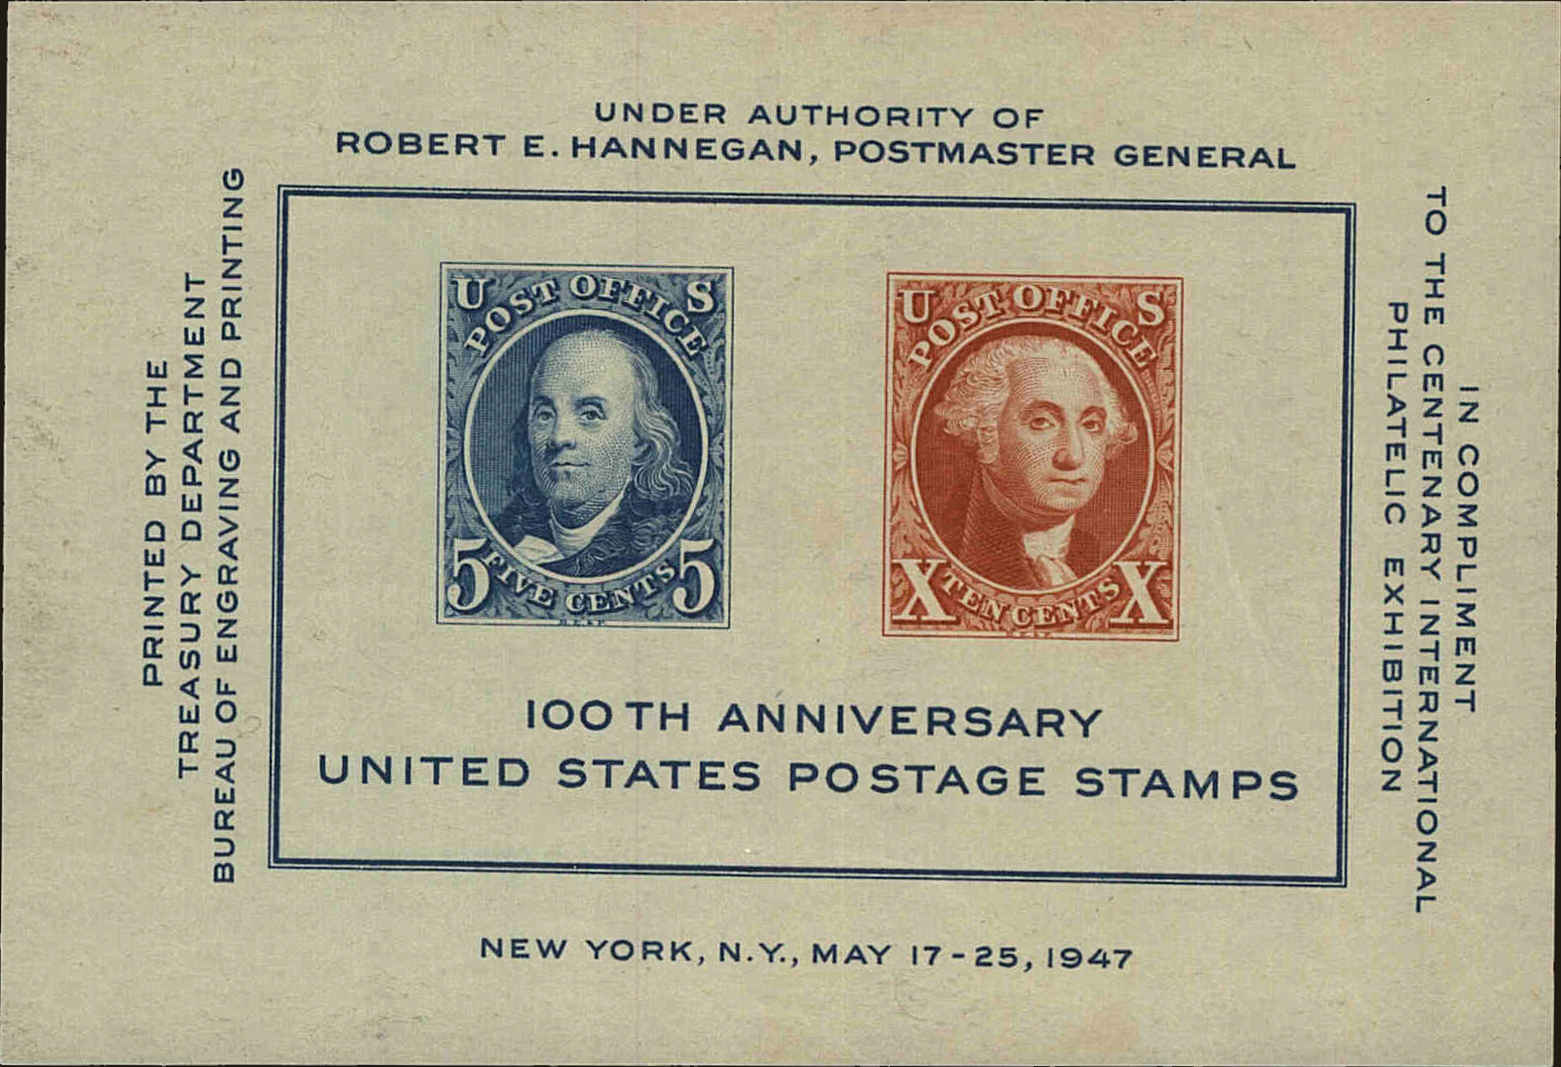 UNDER AUTHORITY OF
ROBERT E. HANNEGAN, POSTMASTER GENERAL
PRINTED BY THE
TREASURY DEPARTMENT
BUREAU OF ENGRAVING AND PRINTING
U S
POST OFFICE
5 5
FIVE CENTS
U S
POST OFFICE
X X
TEN CENTS
100TH ANNIVERSARY
UNITED STATES POSTAGE STAMPS
IN COMPLIMENT
TO THE CENTENARY INTERNATIONAL
PHILATELIC EXHIBITION
NEW YORK, N.Y., MAY 17-25, 1947